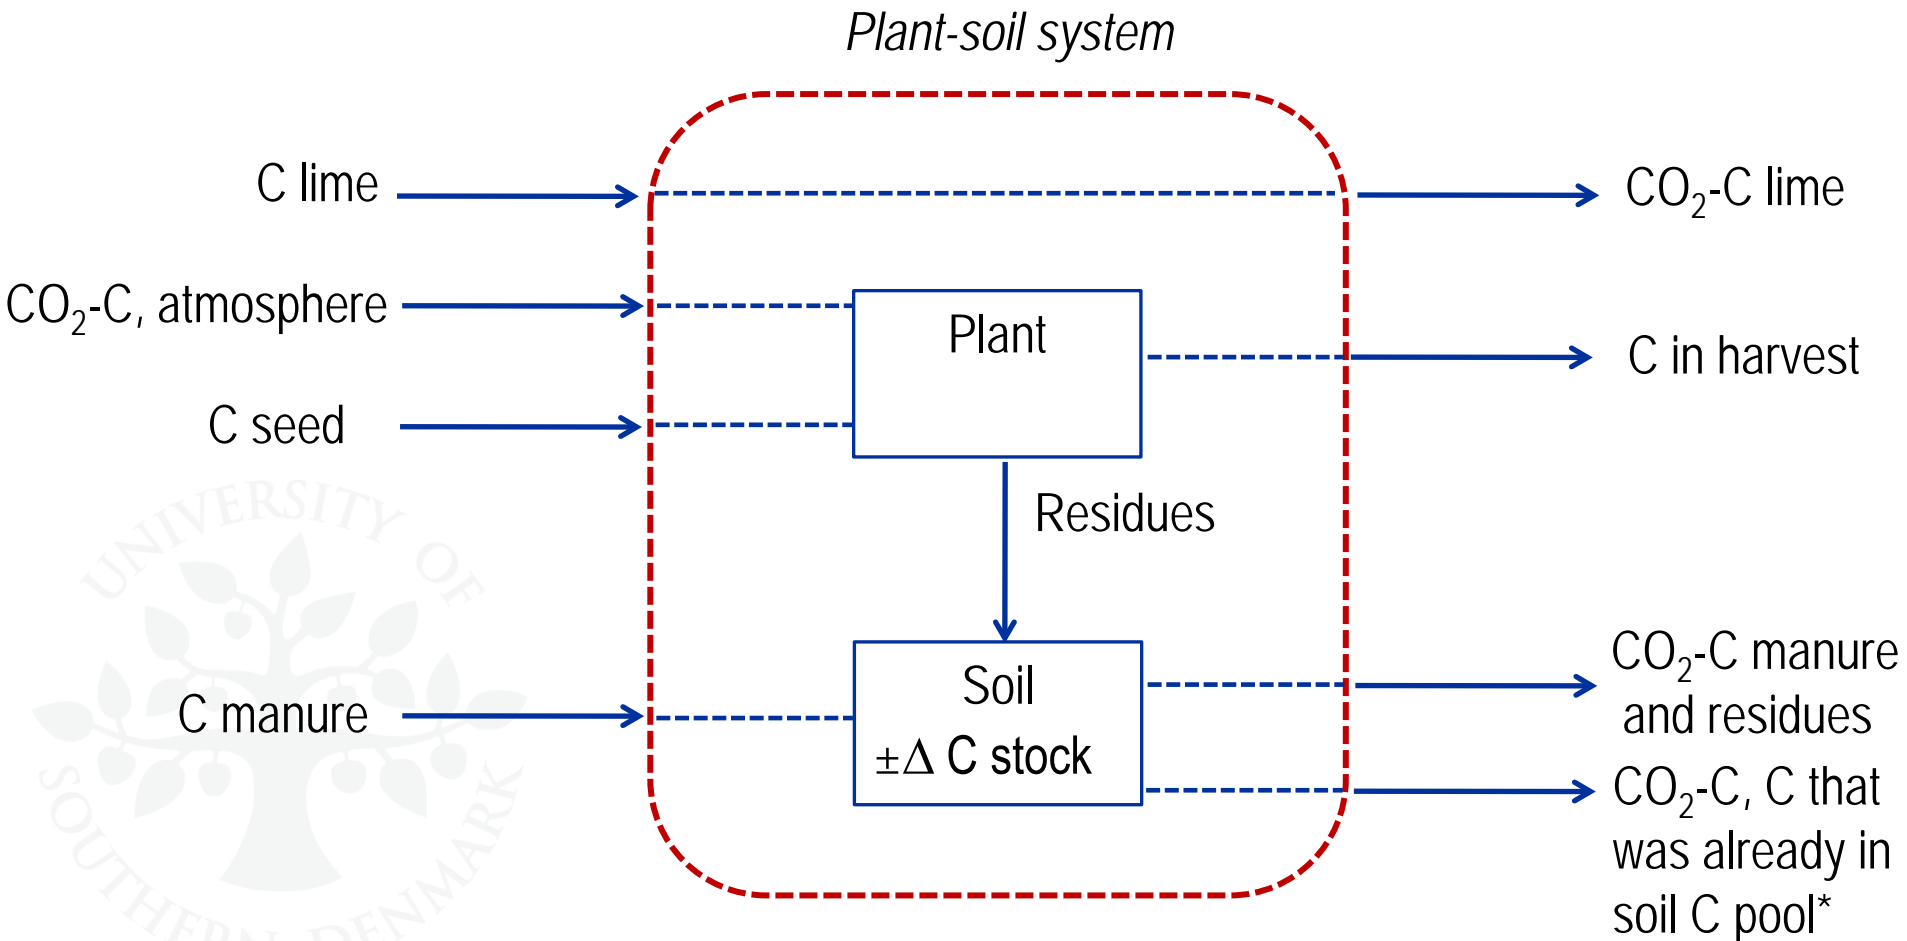 Plant-soil system
C lime
CO₂-C lime
CO₂-C, atmosphere
Plant
C in harvest
C seed
Residues
C manure
Soil
±Δ C stock
CO₂-C manure
and residues
CO₂-C, C that
was already in
soil C pool*
UNIVERSITY OF
SOUTHERN DENMARK